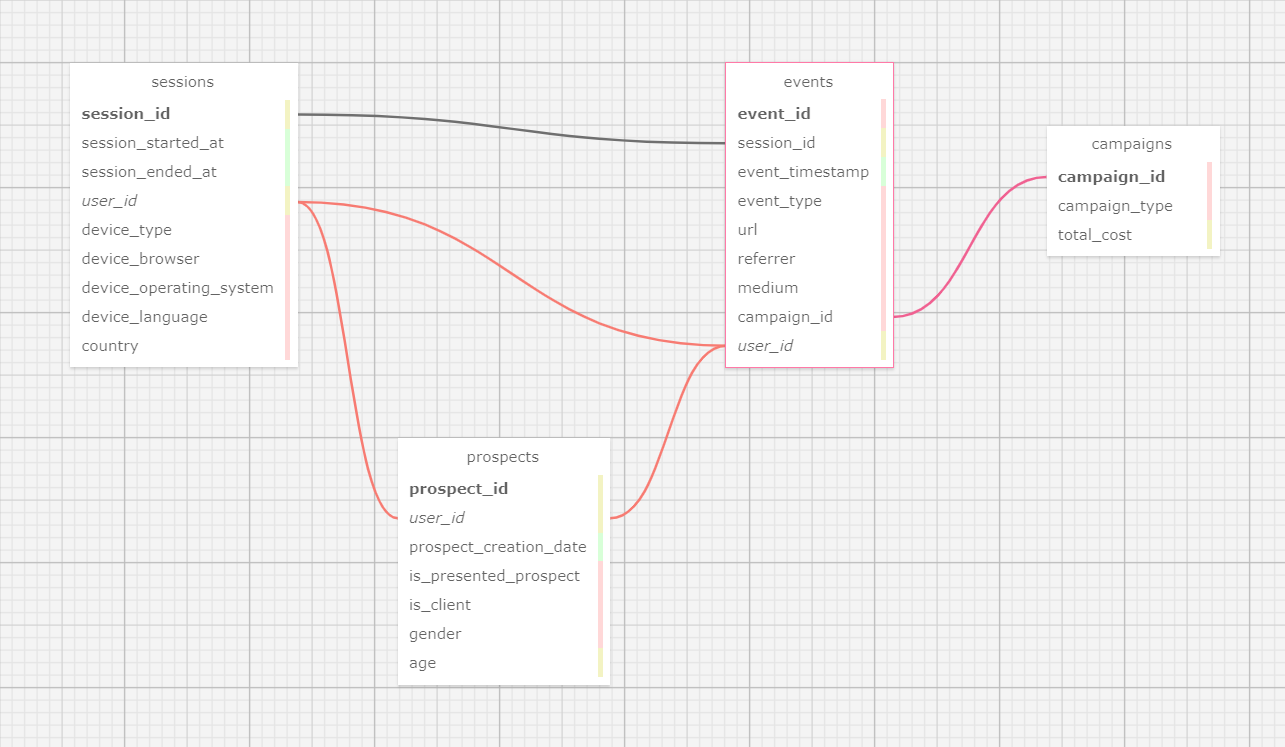 sessions
session_id
session_started_at
session_ended_at
user_id
device_type
device_browser
device_operating_system
device_language
country
events
event_id
session_id
event_timestamp
event_type
url
referrer
medium
campaign_id
user_id
campaigns
campaign_id
campaign_type
total_cost
prospects
prospect_id
user_id
prospect_creation_date
is_presented_prospect
is_client
gender
age